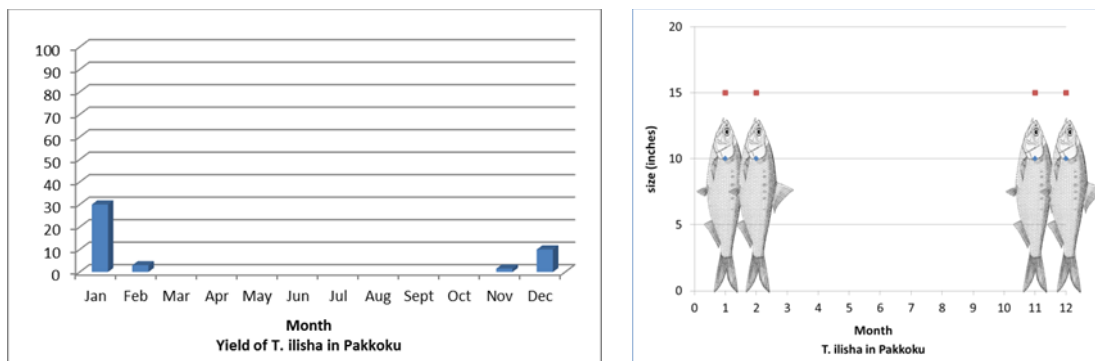 100
90
80
70
60
50
40
30
20
10
0
Jan Feb Mar Apr May Jun Jul Aug Sept Oct Nov Dec
Month
Yield of T. ilisha in Pakkoku
20
15
10
5
0
size (inches)
0 1 2 3 4 5 6 7 8 9 10 11 12
Month
T. ilisha in Pakkoku